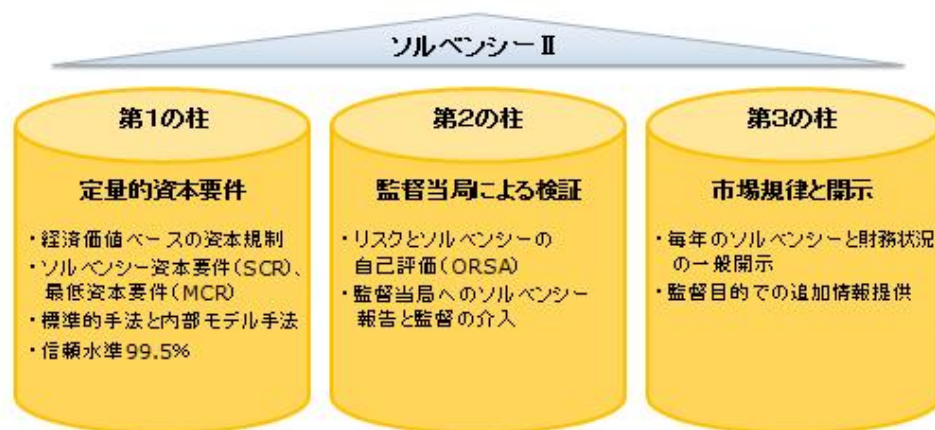 ソルベンシーⅡ
第1の柱
定量的資本要件
・経済価値ベースの資本規制
・ソルベンシー資本要件(SCR)、
最低資本要件(MCR)
・標準的手法と内部モデル手法
・信頼水準99.5%
第2の柱
監督当局による検証
・リスクとソルベンシーの
自己評価(ORSA)
・監督当局へのソルベンシー
報告と監督の介入
第3の柱
市場規律と開示
・毎年のソルベンシーと財務状況
の一般開示
・監督目的での追加情報提供